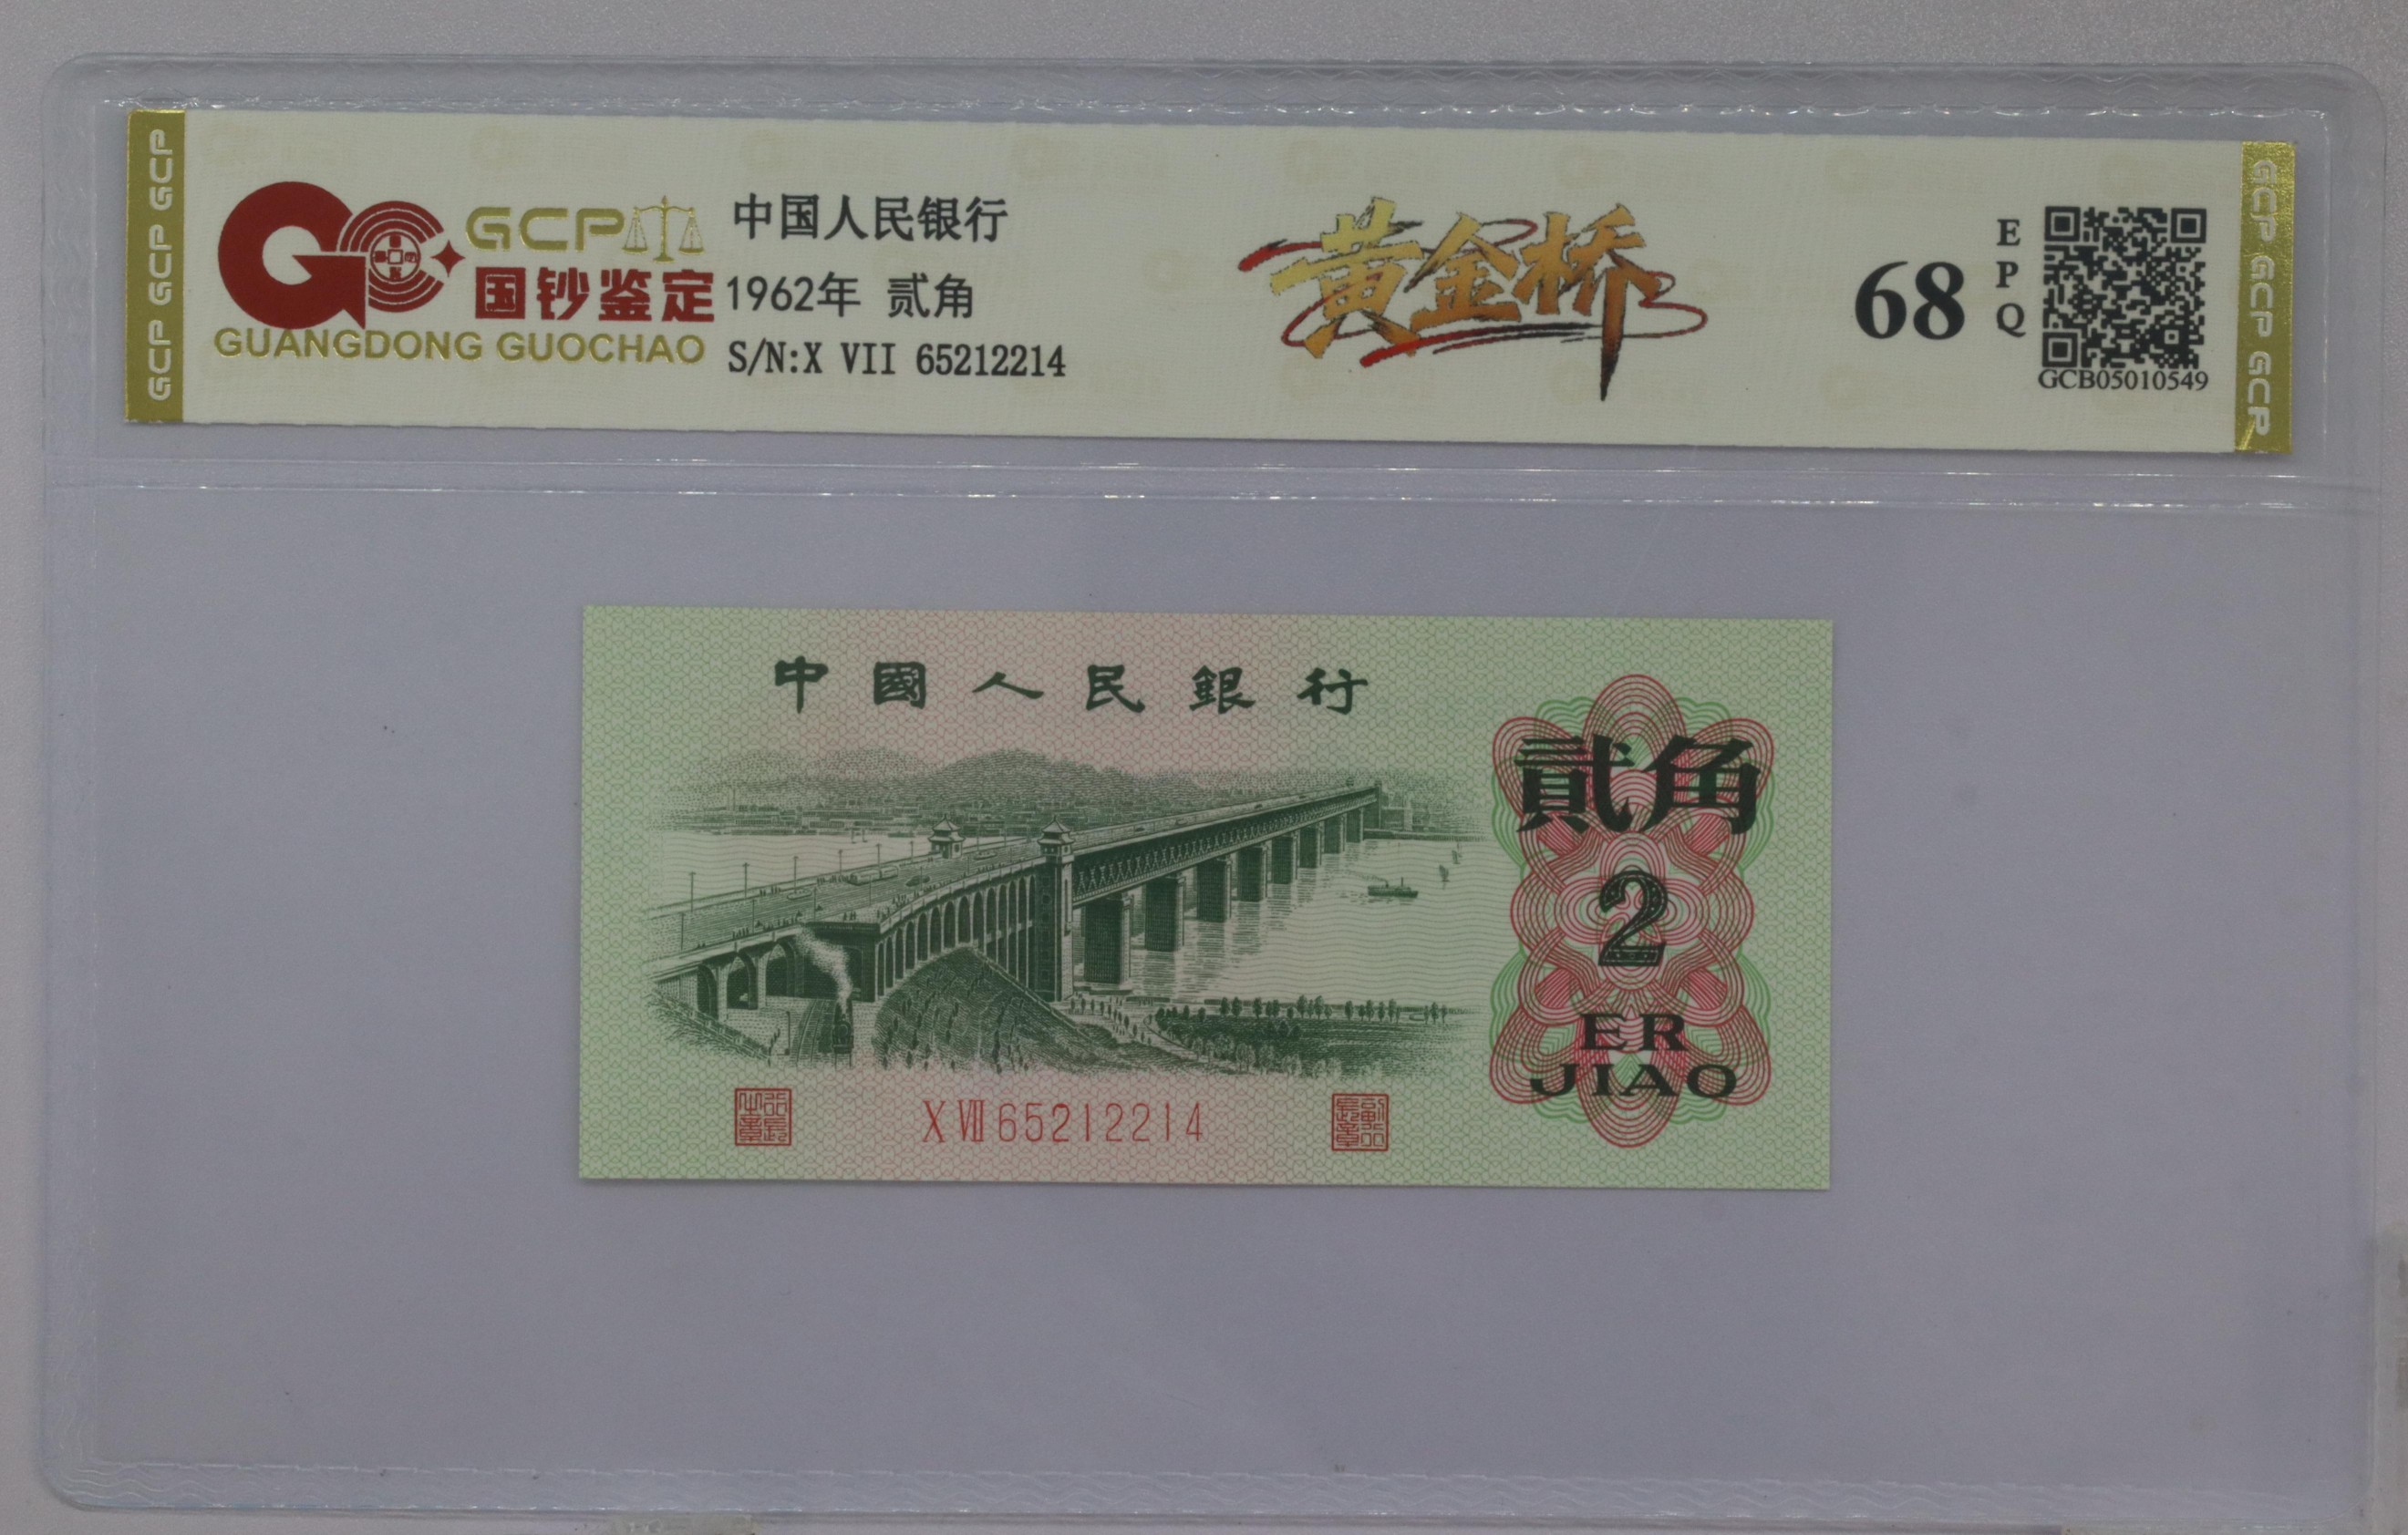 GCP GCP GCP
GCP
国钞鉴定
GUANGDONG GUOCHAO
中国人民银行
1962年 贰角
S/N:X VII 65212214
黄金桥
68
EPQ
GCB05010549
GCP GCP GCP
中國人民銀行
貳角
2
ER
JIAO
X VII 65212214